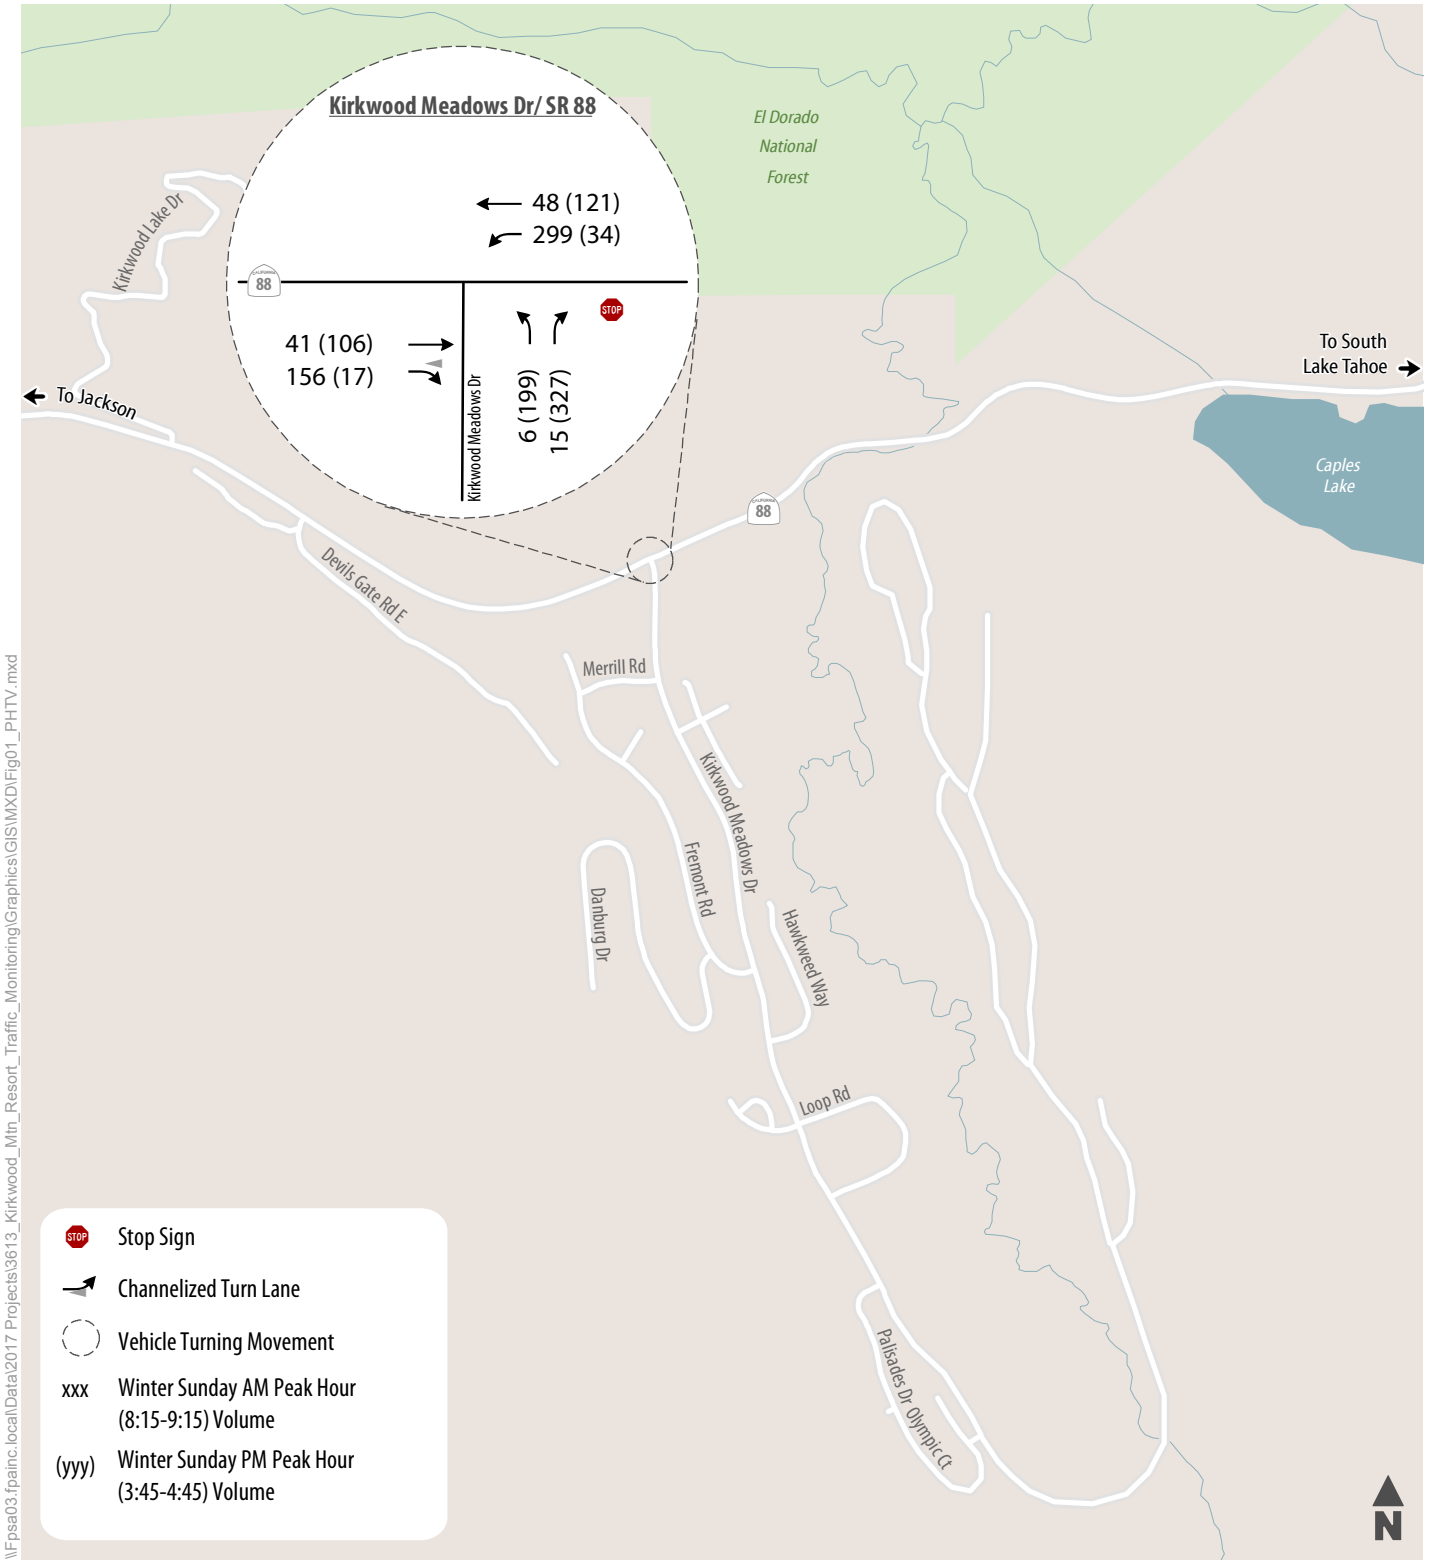 Kirkwood Meadows Dr/ SR 88
El Dorado
National
Forest
48 (121)
299 (34)
CALIFORNIA
88
STOP
41 (106)
156 (17)
6 (199)
15 (327)
Kirkwood Meadows Dr
Kirkwood Lake Dr
To Jackson
To South
Lake Tahoe
Caples
Lake
CALIFORNIA
88
Devils Gate Rd E
Merrill Rd
Kirkwood Meadows Dr
Fremont Rd
Danburg Dr
Hawkweed Way
Loop Rd
Palisades Dr
Olympic Ct
STOP
Stop Sign
Channelized Turn Lane
Vehicle Turning Movement
xxx
Winter Sunday AM Peak Hour
(8:15-9:15) Volume
(yyy)
Winter Sunday PM Peak Hour
(3:45-4:45) Volume
N
\\Fpsa03.fpainc.local\Data\2017 Projects\3613_Kirkwood_Mtn_Resort_Traffic_Monitoring\Graphics\GIS\MXD\Fig01_PHTV.mxd